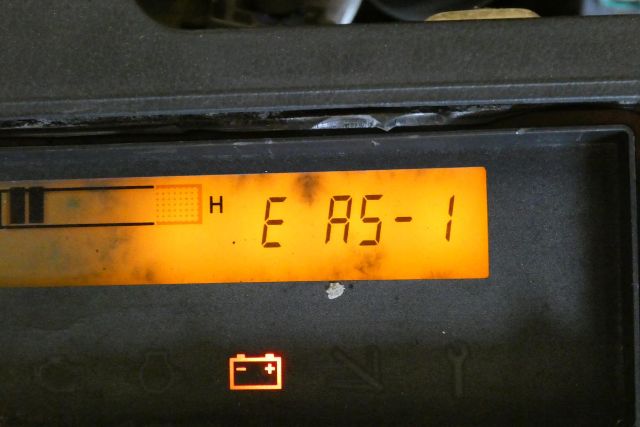 H E A5-1
- +